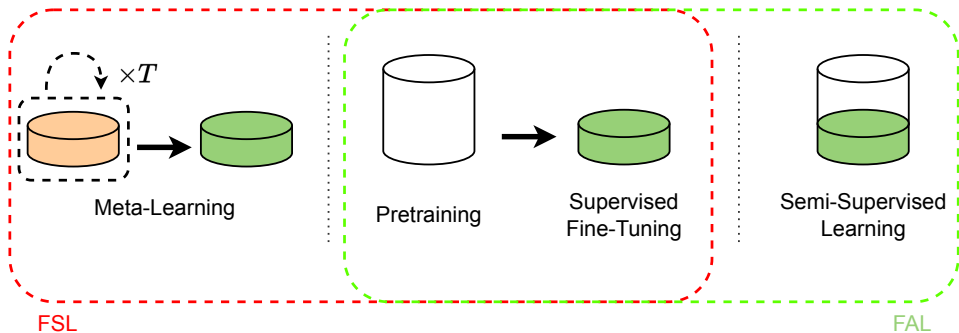 ×T
Meta-Learning
Pretraining
Supervised
Fine-Tuning
Semi-Supervised
Learning
FSL
FAL